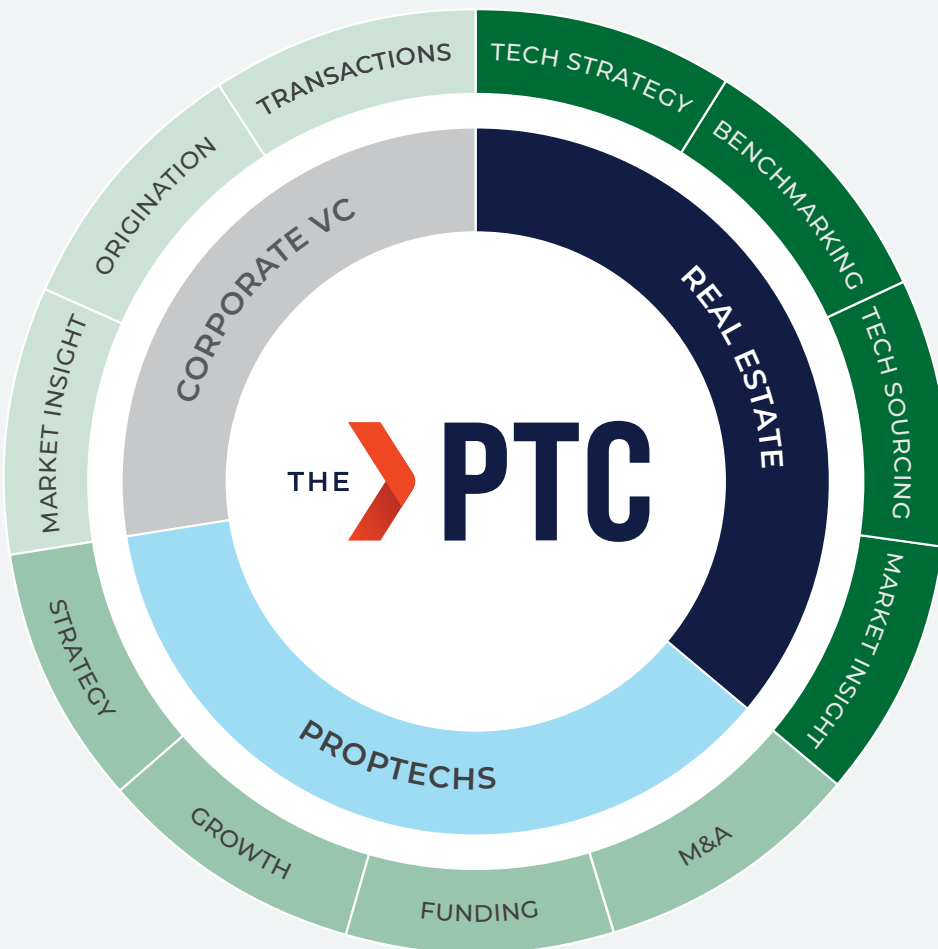 TRANSACTIONS
TECH STRATEGY
BENCHMARKING
TECH SOURCING
MARKET INSIGHT
M&A
FUNDING
GROWTH
STRATEGY
MARKET INSIGHT
ORIGINATION
CORPORATE VC
REAL ESTATE
PROPTECHS
THE PTC